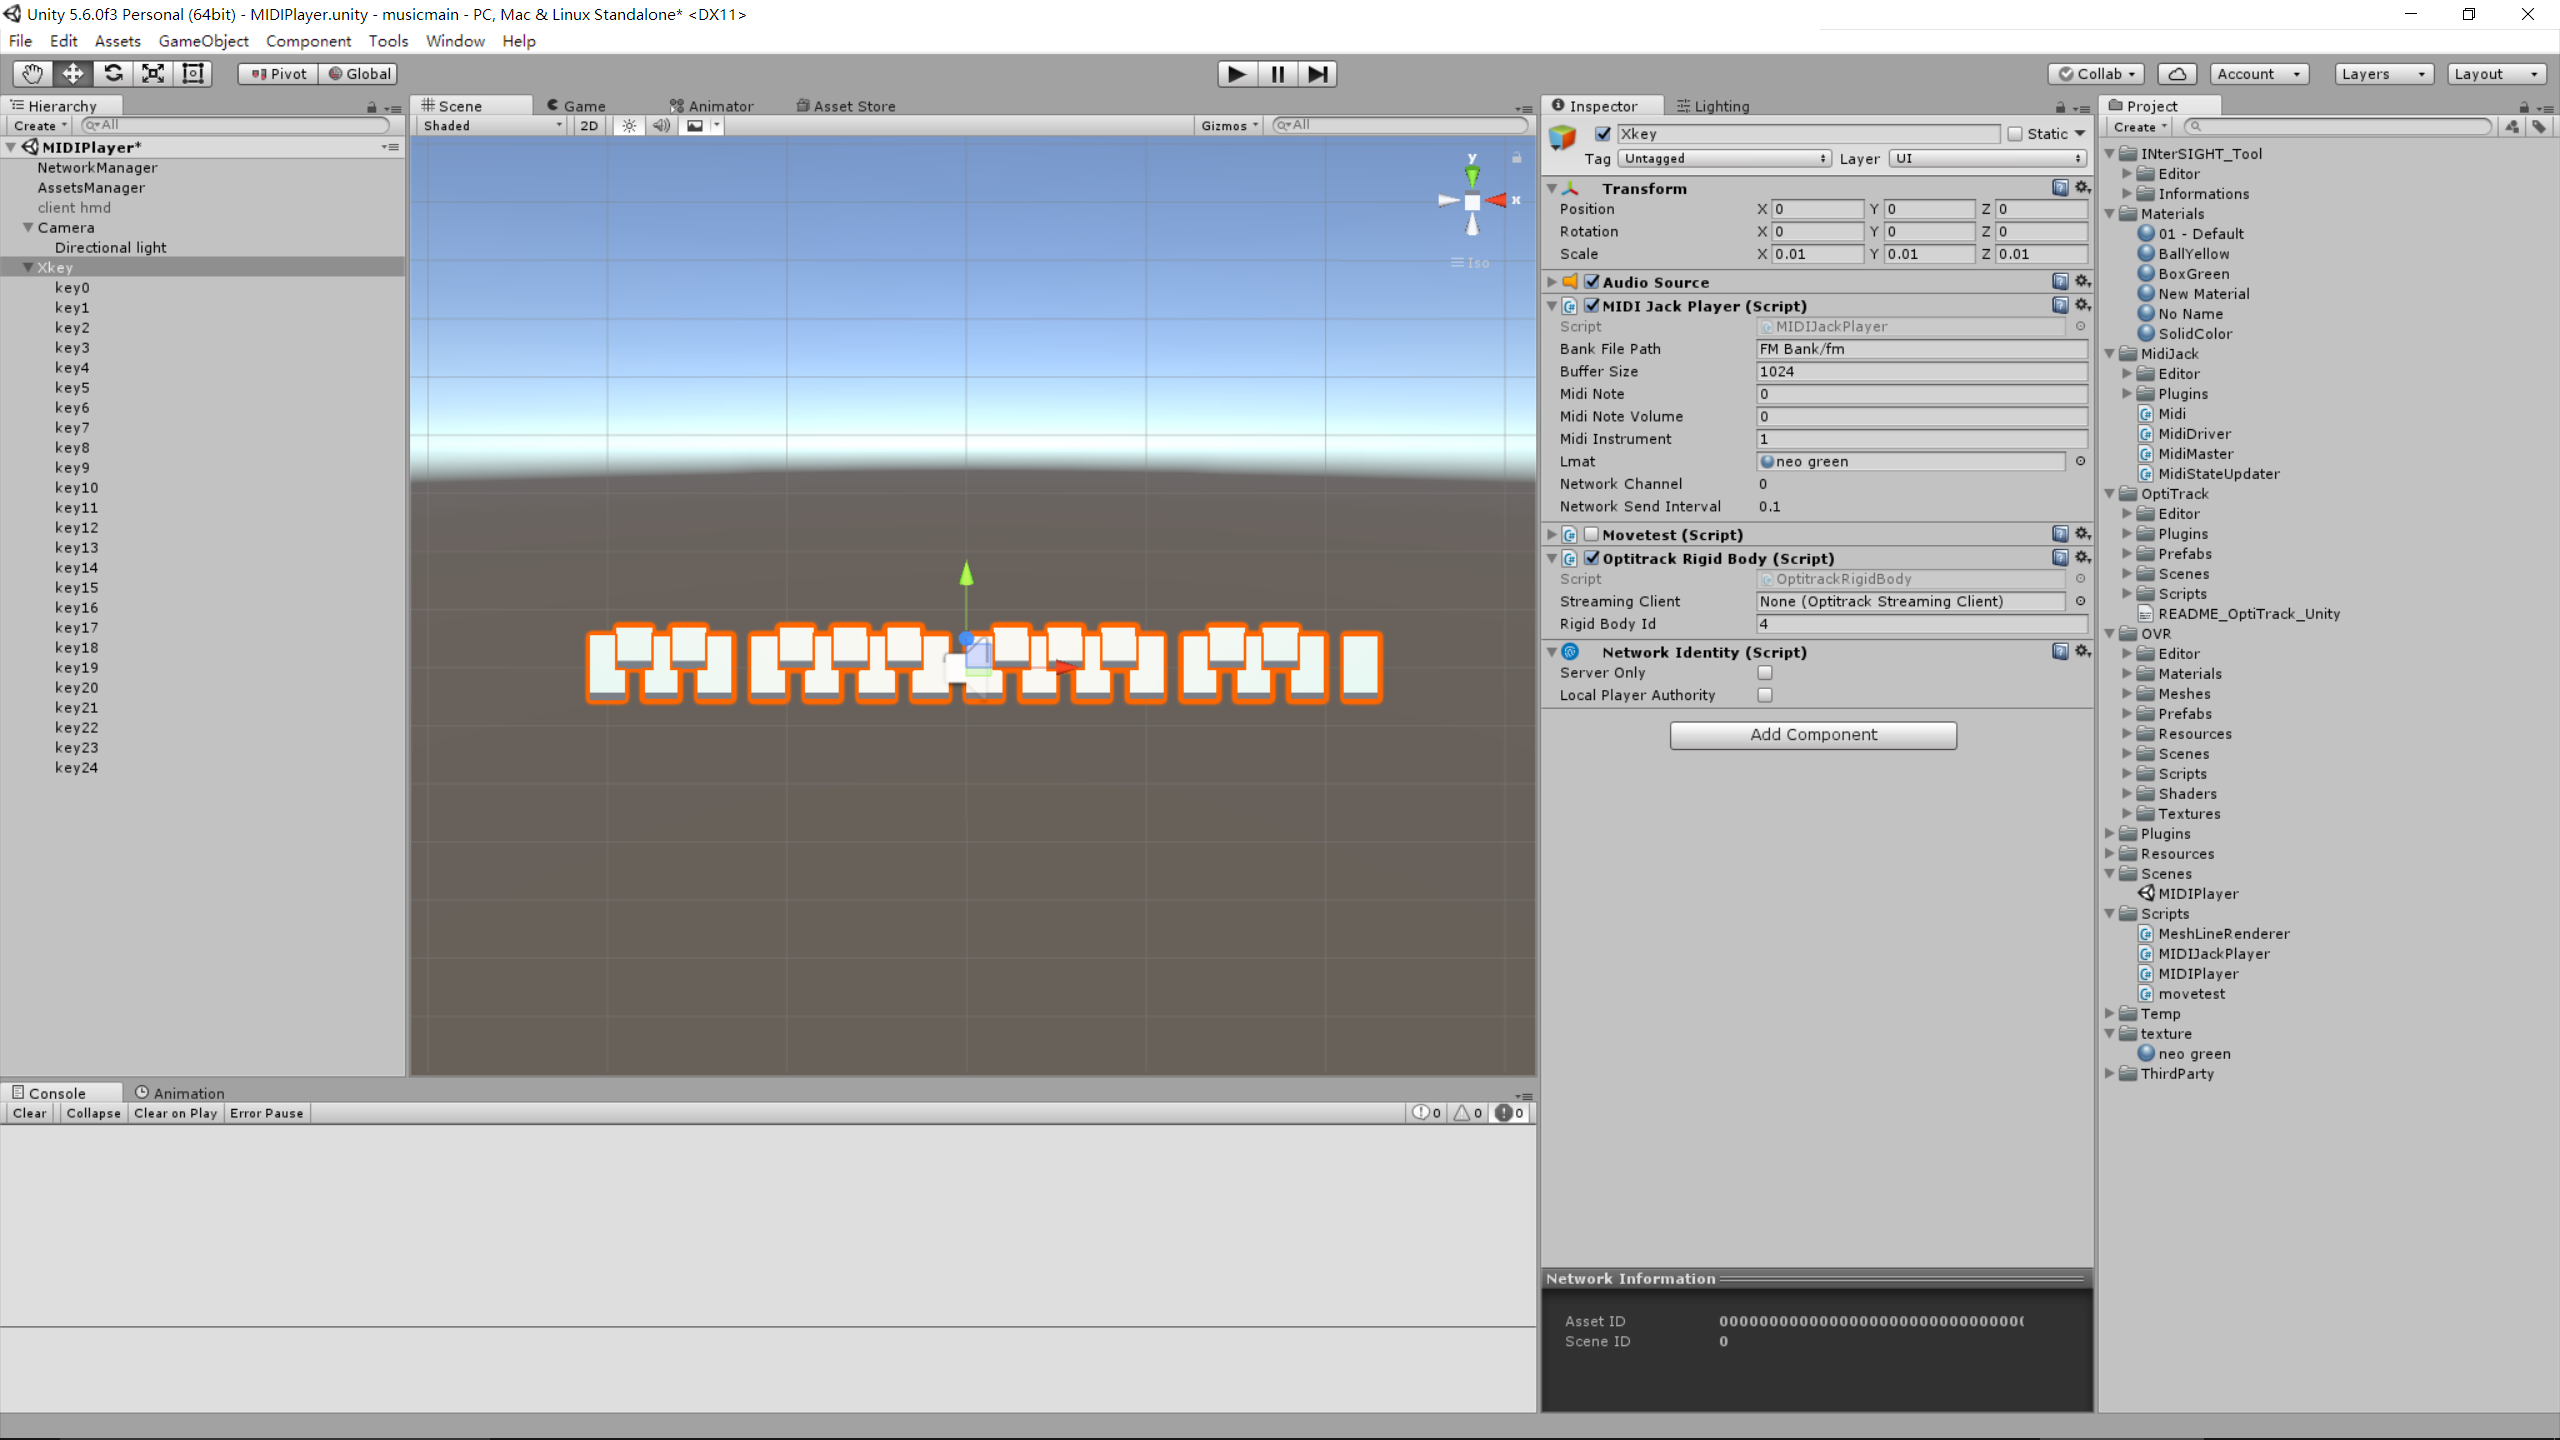 Unity 5.6.0f3 Personal (64bit) - MIDIPlayer.unity - musicmain - PC, Mac & Linux Standalone* <DX11>
File Edit Assets GameObject Component Tools Window Help
Pivot Global Collab Account Layers Layout
Hierarchy
Create All
MIDIPlayer*
NetworkManager
AssetsManager
client hmd
Camera
Directional light
Xkey
key0
key1
key2
key3
key4
key5
key6
key7
key8
key9
key10
key11
key12
key13
key14
key15
key16
key17
key18
key19
key20
key21
key22
key23
key24
Scene Game Animator Asset Store
Shaded 2D Gizmos All
y
x
Iso
Console Animation
Clear Collapse Clear on Play Error Pause 0 0 0
Inspector Lighting
Xkey Static
Tag Untagged Layer UI
Transform
Position X 0 Y 0 Z 0
Rotation X 0 Y 0 Z 0
Scale X 0.01 Y 0.01 Z 0.01
Audio Source
MIDI Jack Player (Script)
Script MIDIJackPlayer
Bank File Path FM Bank/fm
Buffer Size 1024
Midi Note 0
Midi Note Volume 0
Midi Instrument 1
Lmat neo green
Network Channel 0
Network Send Interval 0.1
Movetest (Script)
Optitrack Rigid Body (Script)
Script OptitrackRigidBody
Streaming Client None (Optitrack Streaming Client)
Rigid Body Id 4
Network Identity (Script)
Server Only
Local Player Authority
Add Component
Network Information
Asset ID
Scene ID 0
Project
Create
INterSIGHT_Tool
Editor
Informations
Materials
01 - Default
BallYellow
BoxGreen
New Material
No Name
SolidColor
MidiJack
Editor
Plugins
Midi
MidiDriver
MidiMaster
MidiStateUpdater
OptiTrack
Editor
Plugins
Prefabs
Scenes
Scripts
README_OptiTrack_Unity
OVR
Editor
Materials
Meshes
Prefabs
Resources
Scenes
Scripts
Shaders
Textures
Plugins
Resources
Scenes
MIDIPlayer
Scripts
MeshLineRenderer
MIDIJackPlayer
MIDIPlayer
movetest
Temp
texture
neo green
ThirdParty